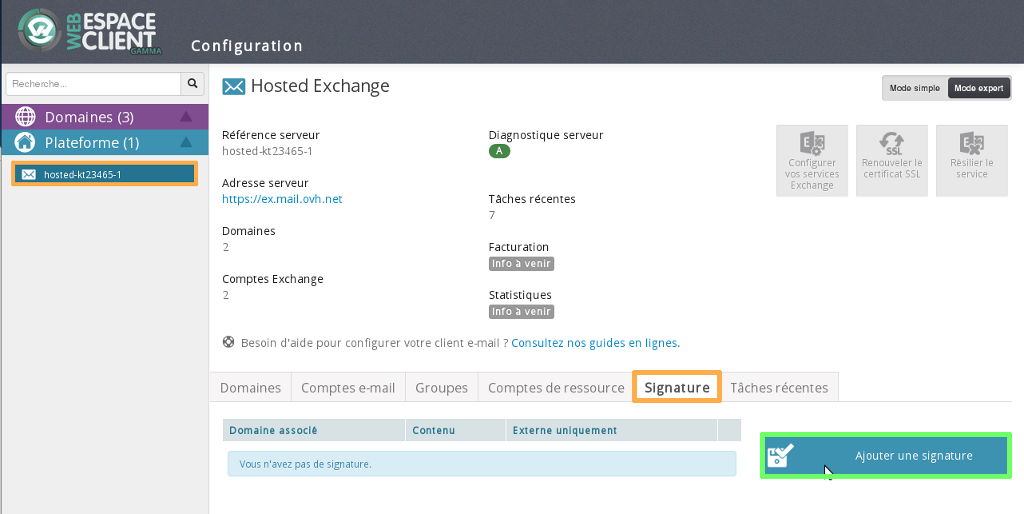 WEB ESPACE CLIENT GAMMA
Configuration
Recherche...
Domaines (3)
Plateforme (1)
hosted-kt23465-1
Hosted Exchange
Mode simple
Mode expert
Référence serveur
hosted-kt23465-1
Adresse serveur
https://ex.mail.ovh.net
Domaines
2
Comptes Exchange
2
Diagnostique serveur
A
Tâches récentes
7
Facturation
Info à venir
Statistiques
Info à venir
E
Configurer
vos services
Exchange
SSL
Renouveler le
certificat SSL
E
Résilier le
service
Besoin d'aide pour configurer votre client e-mail ? Consultez nos guides en lignes.
Domaines
Comptes e-mail
Groupes
Comptes de ressource
Signature
Tâches récentes
Domaine associé
Contenu
Externe uniquement
Vous n'avez pas de signature.
Ajouter une signature